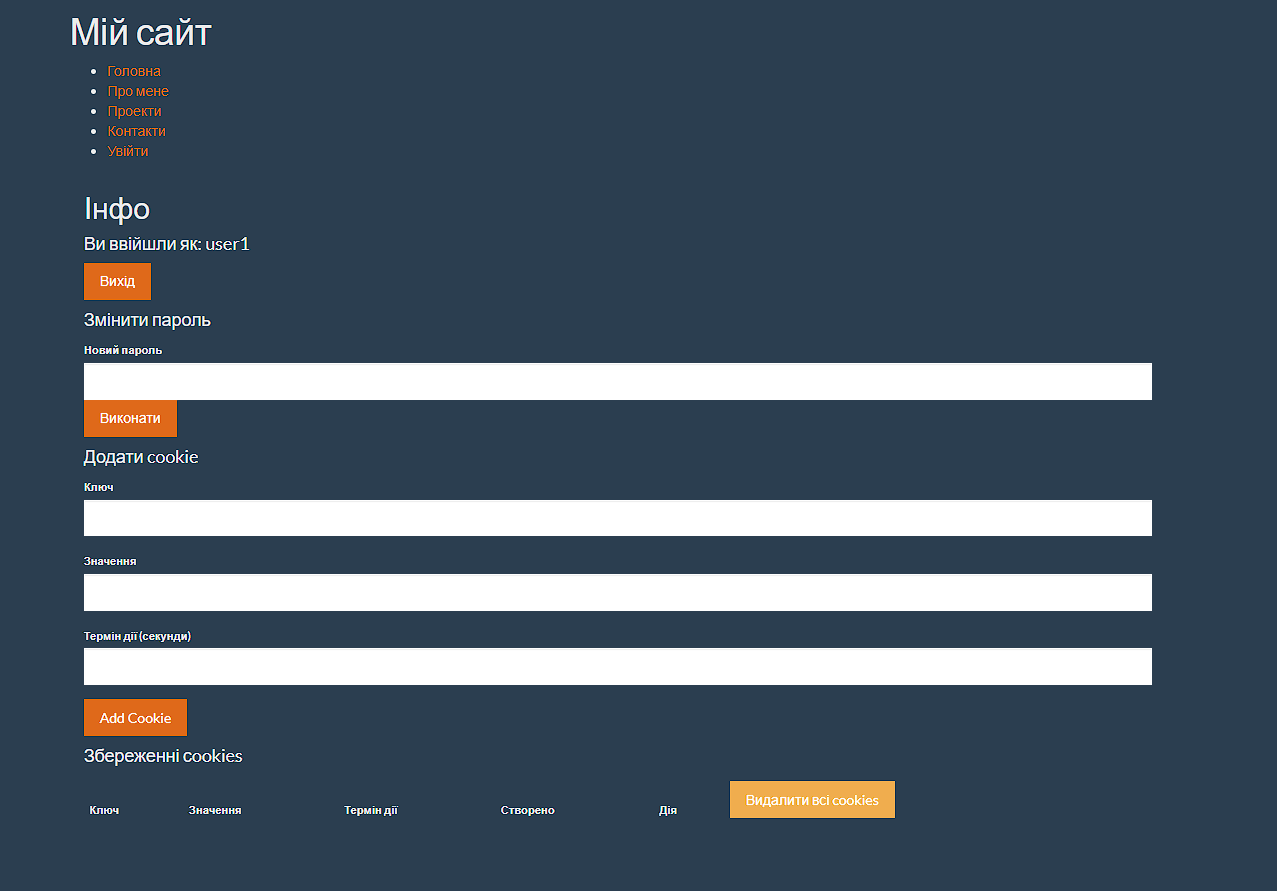 Мій сайт
Головна
Про мене
Проекти
Контакти
Увійти
Інфо
Ви ввійшли як: user1
Вихід
Змінити пароль
Новий пароль
Виконати
Додати cookie
Ключ
Значення
Термін дії (секунди)
Add Cookie
Збереженні cookies
Ключ Значення Термін дії Створено Дія Видалити всі cookies